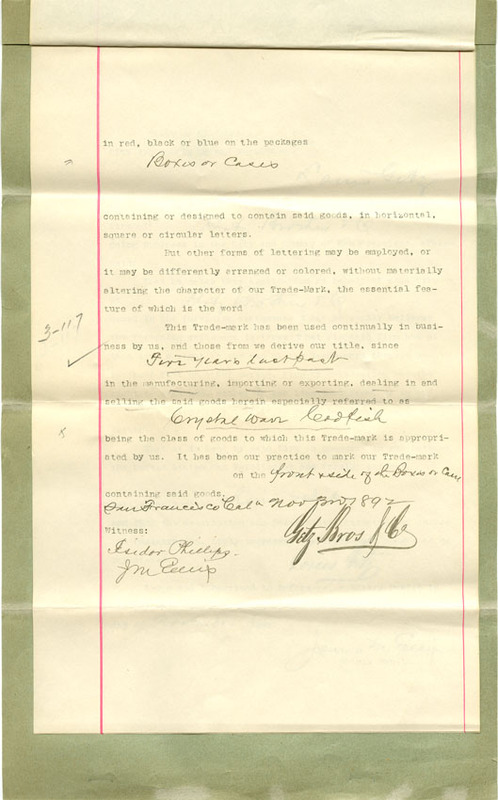 in red, black or blue on the packages
Boxes or Cases
containing or designed to contain said goods, in horizontal,
square or circular letters.
But other forms of lettering may be employed, or
it may be differently arranged or colored, without materially
altering the character of our Trade-Mark, the essential fea-
ture of which is the word
3-117
This Trade-mark has been used continually in busi-
ness by us, and those from we derive our title, since
Five years last past
in the manufacturing, importing or exporting, dealing in and
selling the said goods herein especially referred to as
Crystal Wave Codfish
being the class of goods to which this Trade-mark is appropri-
ated by us. It has been our practice to mark our Trade-mark
on the front & side of Boxes or Case
containing said goods.
San Francisco Cal Nov 3rd 1892
Witness:
Getz Bros & Co
Isidor Phillips.
J M